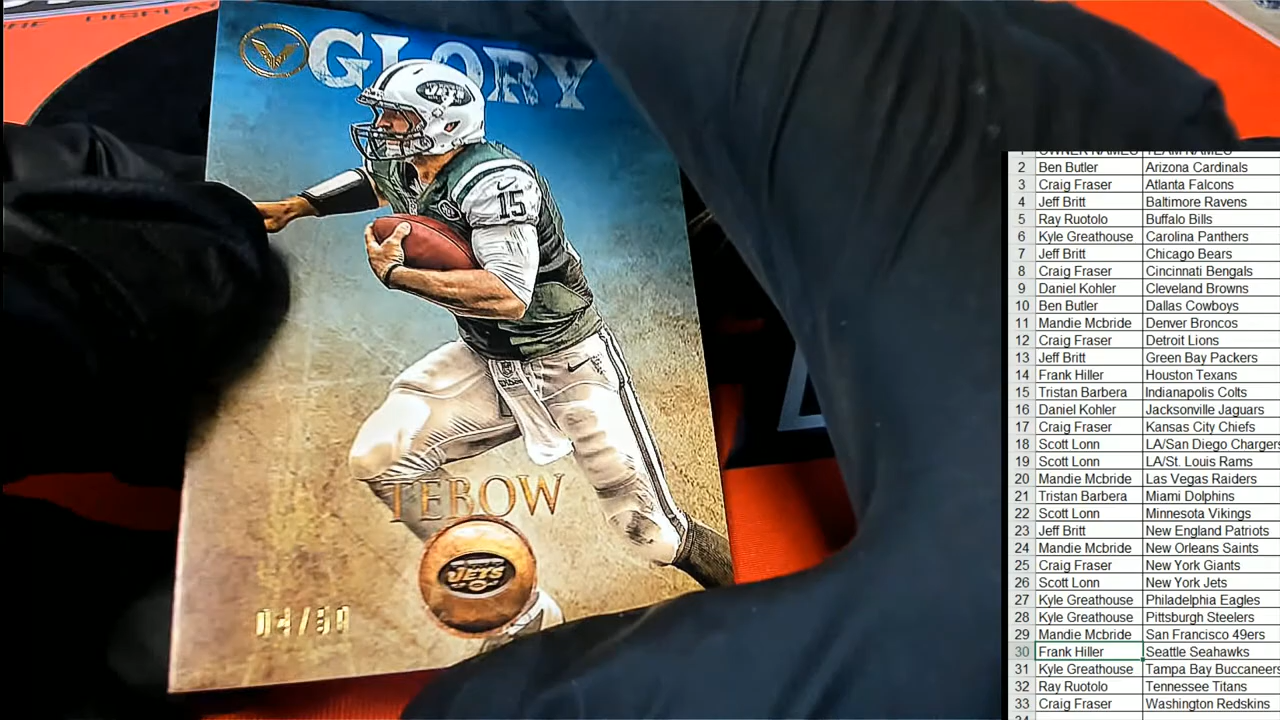 DISPLAY
GLORY
JETS
15
TEBOW
JETS
04/50
1 OWNER NAMES TEAM NAMES
2 Ben Butler Arizona Cardinals
3 Craig Fraser Atlanta Falcons
4 Jeff Britt Baltimore Ravens
5 Ray Ruotolo Buffalo Bills
6 Kyle Greathouse Carolina Panthers
7 Jeff Britt Chicago Bears
8 Craig Fraser Cincinnati Bengals
9 Daniel Kohler Cleveland Browns
10 Ben Butler Dallas Cowboys
11 Mandie Mcbride Denver Broncos
12 Craig Fraser Detroit Lions
13 Jeff Britt Green Bay Packers
14 Frank Hiller Houston Texans
15 Tristan Barbera Indianapolis Colts
16 Daniel Kohler Jacksonville Jaguars
17 Craig Fraser Kansas City Chiefs
18 Scott Lonn LA/San Diego Chargers
19 Scott Lonn LA/St. Louis Rams
20 Mandie Mcbride Las Vegas Raiders
21 Tristan Barbera Miami Dolphins
22 Scott Lonn Minnesota Vikings
23 Jeff Britt New England Patriots
24 Mandie Mcbride New Orleans Saints
25 Craig Fraser New York Giants
26 Scott Lonn New York Jets
27 Kyle Greathouse Philadelphia Eagles
28 Kyle Greathouse Pittsburgh Steelers
29 Mandie Mcbride San Francisco 49ers
30 Frank Hiller Seattle Seahawks
31 Kyle Greathouse Tampa Bay Buccaneers
32 Ray Ruotolo Tennessee Titans
33 Craig Fraser Washington Redskins
34